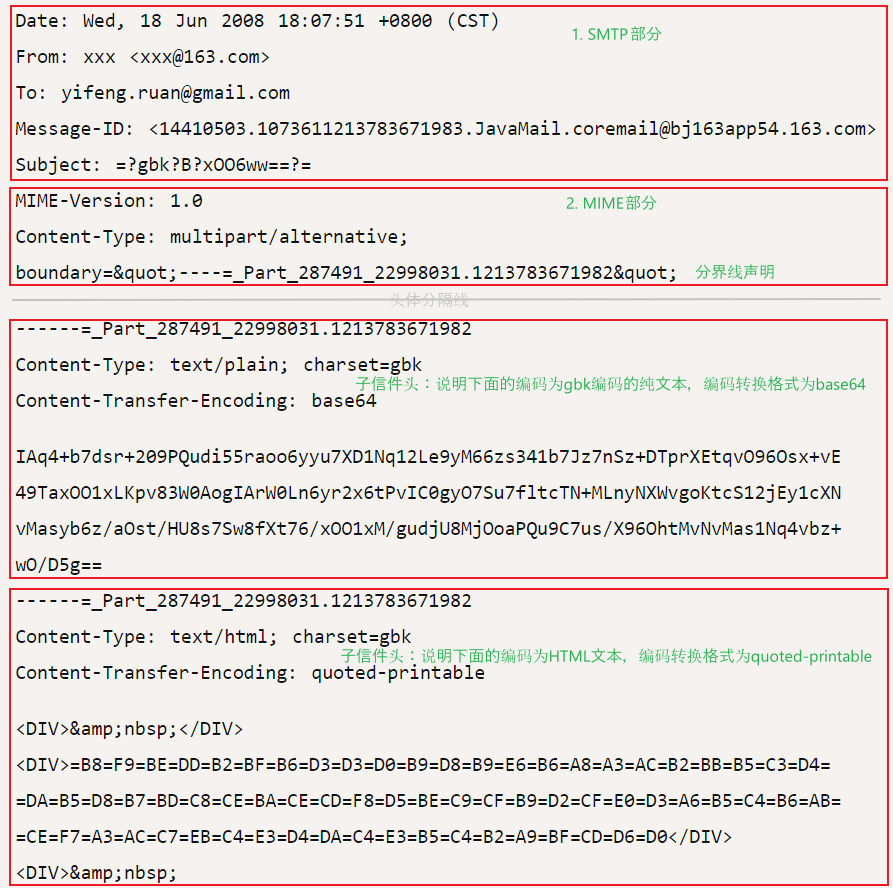 Date: Wed, 18 Jun 2008 18:07:51 +0800 (CST)
1. SMTP部分
From: xxx <xxx@163.com>
To: yifeng.ruan@gmail.com
Message-ID: <14410503.1073611213783671983.JavaMail.coremail@bj163app54.163.com>
Subject: =?gbk?B?xOO6ww==?=
MIME-Version: 1.0
2. MIME部分
Content-Type: multipart/alternative;
boundary=&quot;----=_Part_287491_22998031.1213783671982&quot; 分界线声明
头体分隔线
------=_Part_287491_22998031.1213783671982
Content-Type: text/plain; charset=gbk
子信件头：说明下面的编码为gbk编码的纯文本，编码转换格式为base64
Content-Transfer-Encoding: base64
IAq4+b7dsr+209PQudi55raoo6yyu7XD1Nq12Le9yM66zs341b7Jz7nSz+DTprXEtqvO96Osx+vE
49TaxOO1xLKpv83W0AogIArW0Ln6yr2x6tPvIC0gyO7Su7fltcTN+MLnyNXWvgoKtcS12jEy1cXN
vMasyb6z/aOst/HU8s7Sw8fXt76/xOO1xM/gudjU8MjOoaPQu9C7us/X96OhtMvNvMas1Nq4vbz+
wO/D5g==
------=_Part_287491_22998031.1213783671982
Content-Type: text/html; charset=gbk
子信件头：说明下面的编码为HTML文本，编码转换格式为quoted-printable
Content-Transfer-Encoding: quoted-printable
<DIV>&amp;nbsp;</DIV>
<DIV>=B8=F9=BE=DD=B2=BF=B6=D3=D3=D0=B9=D8=B9=E6=B6=A8=A3=AC=B2=BB=B5=C3=D4=
=DA=B5=D8=B7=BD=C8=CE=BA=CE=CD=F8=D5=BE=C9=CF=B9=D2=CF=E0=D3=A6=B5=C4=B6=AB=
=CE=F7=A3=AC=C7=EB=C4=E3=D4=DA=C4=E3=B5=C4=B2=A9=BF=CD=D6=D0</DIV>
<DIV>&amp;nbsp;